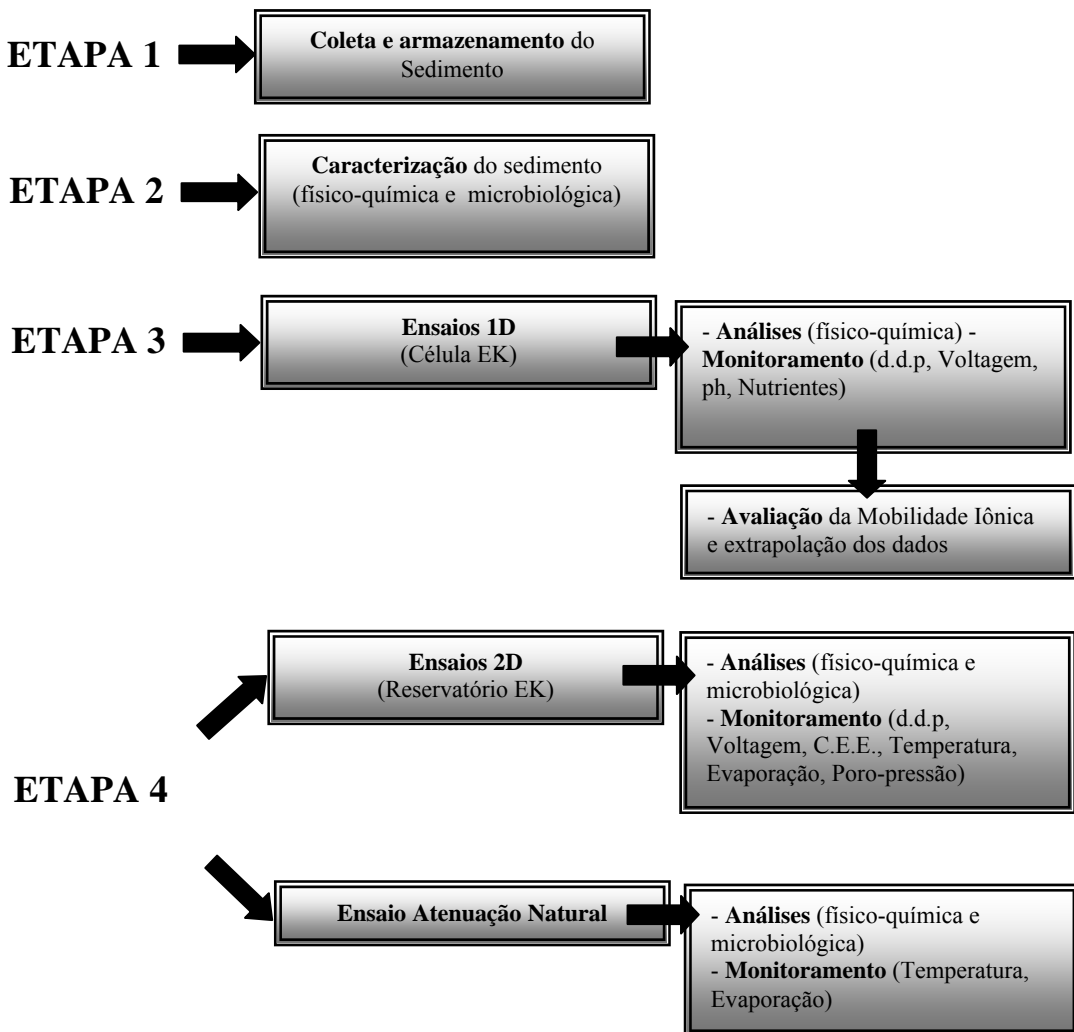 ETAPA 1
Coleta e armazenamento do
Sedimento
ETAPA 2
Caracterização do sedimento
(físico-química e microbiológica)
ETAPA 3
Ensaios 1D
(Célula EK)
- Análises (físico-química) -
Monitoramento (d.d.p, Voltagem,
ph, Nutrientes)
- Avaliação da Mobilidade Iônica
e extrapolação dos dados
ETAPA 4
Ensaios 2D
(Reservatório EK)
- Análises (físico-química e
microbiológica)
- Monitoramento (d.d.p,
Voltagem, C.E.E., Temperatura,
Evaporação, Poro-pressão)
Ensaio Atenuação Natural
- Análises (físico-química e
microbiológica)
- Monitoramento (Temperatura,
Evaporação)